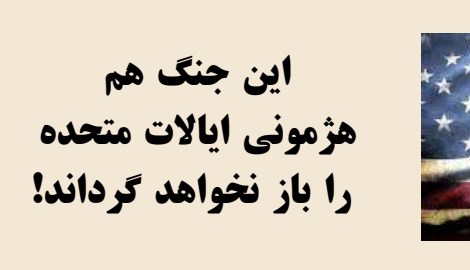 این جنگ هم
هژمونی ایالات متحده
را باز نخواهد گرداند!